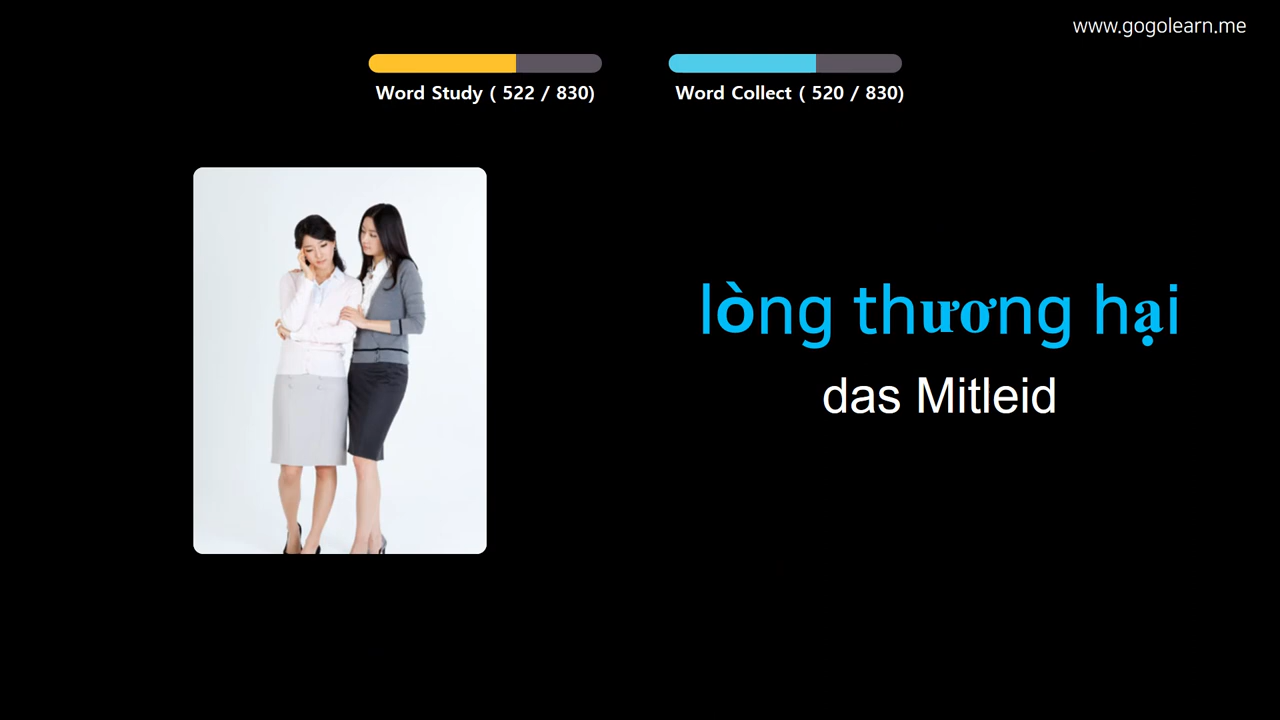 www.gogolearn.me
Word Study ( 522 / 830)
Word Collect ( 520 / 830)
lòng thương hại
das Mitleid